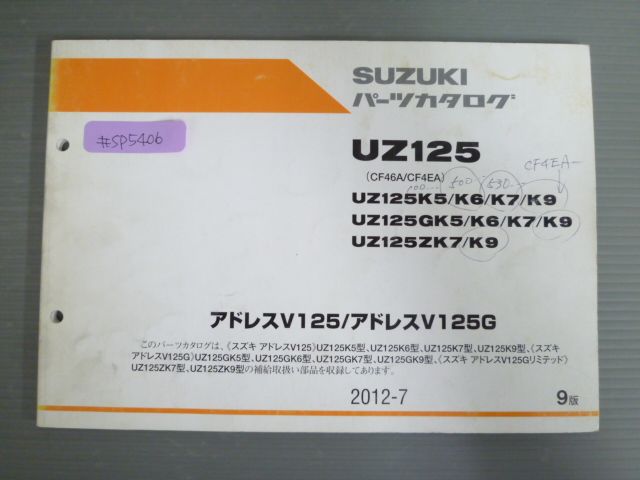 SUZUKI
パーツカタログ
#SP5406
UZ125
(CF46A/CF4EA)
CF4EA-
100... 500... 530...
UZ125K5/K6/K7/K9
UZ125GK5/K6/K7/K9
UZ125ZK7/K9
アドレスV125/アドレスV125G
このパーツカタログは、《スズキ アドレスV125》UZ125K5型、UZ125K6型、UZ125K7型、UZ125K9型、《スズキ
アドレスV125G》UZ125GK5型、UZ125GK6型、UZ125GK7型、UZ125GK9型、《スズキ アドレスV125Gリミテッド》
UZ125ZK7型、UZ125ZK9型の補給取扱い部品を収録してあります。
2012-7
9版